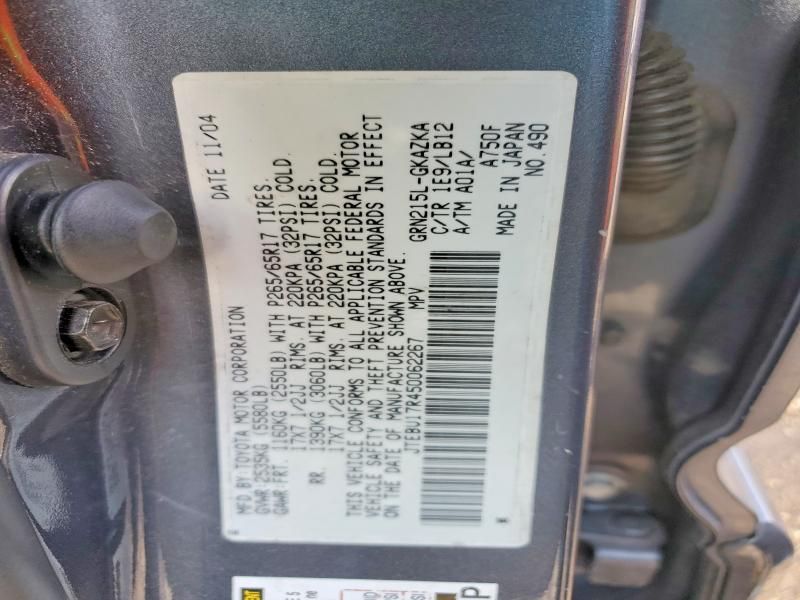 MFD. BY TOYOTA MOTOR CORPORATION DATE 11/04
GVWR 2535KG (5580LB)
GAWR FRT. 1160KG (2550LB) WITH P265/65R17 TIRES.
17X7 1/2JJ RIMS. AT 220KPA (32PSI) COLD.
RR. 1390KG (3060LB) WITH P265/65R17 TIRES.
17X7 1/2JJ RIMS. AT 220KPA (32PSI) COLD.
THIS VEHICLE CONFORMS TO ALL APPLICABLE FEDERAL MOTOR
VEHICLE SAFETY AND THEFT PREVENTION STANDARDS IN EFFECT
ON THE DATE OF MANUFACTURE SHOWN ABOVE.
JTEBU17R450062267 MPV
GRN215L-GKAZKA
C/TR 1E9/LB12
A/TM A01A/
A750F
MADE IN JAPAN
NO. 490